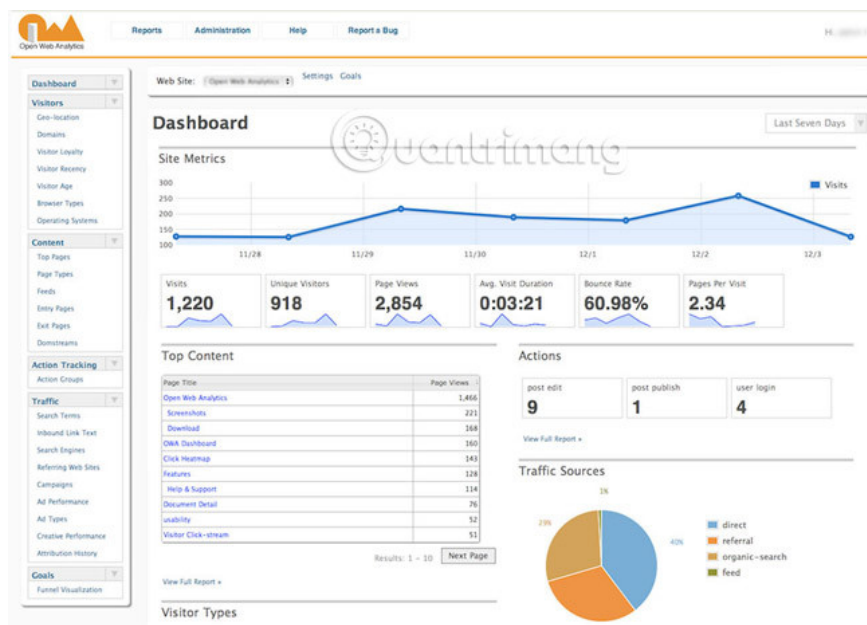 OWA
Open Web Analytics
Reports Administration Help Report a Bug
Web Site: Open Web Analytics Settings Goals
Dashboard
Visitors
Geo-location
Domains
Visitor Loyalty
Visitor Recency
Visitor Age
Browser Types
Operating Systems
Content
Top Pages
Page Types
Feeds
Entry Pages
Exit Pages
Domstreams
Action Tracking
Action Groups
Traffic
Search Terms
Inbound Link Text
Search Engines
Referring Web Sites
Campaigns
Ad Performance
Ad Types
Creative Performance
Attribution History
Goals
Funnel Visualization
Dashboard
Last Seven Days
Quantrimang
Site Metrics
Visits
300
250
200
150
100
11/28 11/29 11/30 12/1 12/2 12/3
Visits Unique Visitors Page Views Avg. Visit Duration Bounce Rate Pages Per Visit
1,220 918 2,854 0:03:21 60.98% 2.34
Top Content
Page Title Page Views
Open Web Analytics 1,466
Screenshots 221
Download 168
OWA Dashboard 160
Click Heatmap 143
Features 128
Help & Support 114
Document Detail 76
usability 52
Visitor Click-stream 51
Results: 1 - 10 Next Page
View Full Report »
Visitor Types
Actions
post edit post publish user login
9 1 4
View Full Report »
Traffic Sources
1%
29%
40%
direct
referral
organic-search
feed